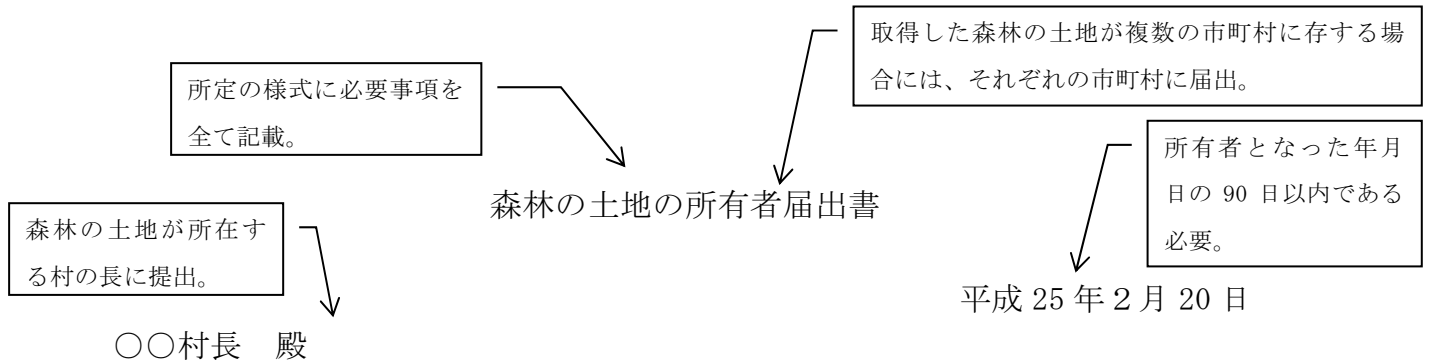 取得した森林の土地が複数の市町村に存する場
合には、それぞれの市町村に届出。
所定の様式に必要事項を
全て記載。
所有者となった年月
日の 90 日以内である
必要。
森林の土地の所有者届出書
森林の土地が所在す
る村の長に提出。
平成 25 年２月 20 日
○○村長　殿